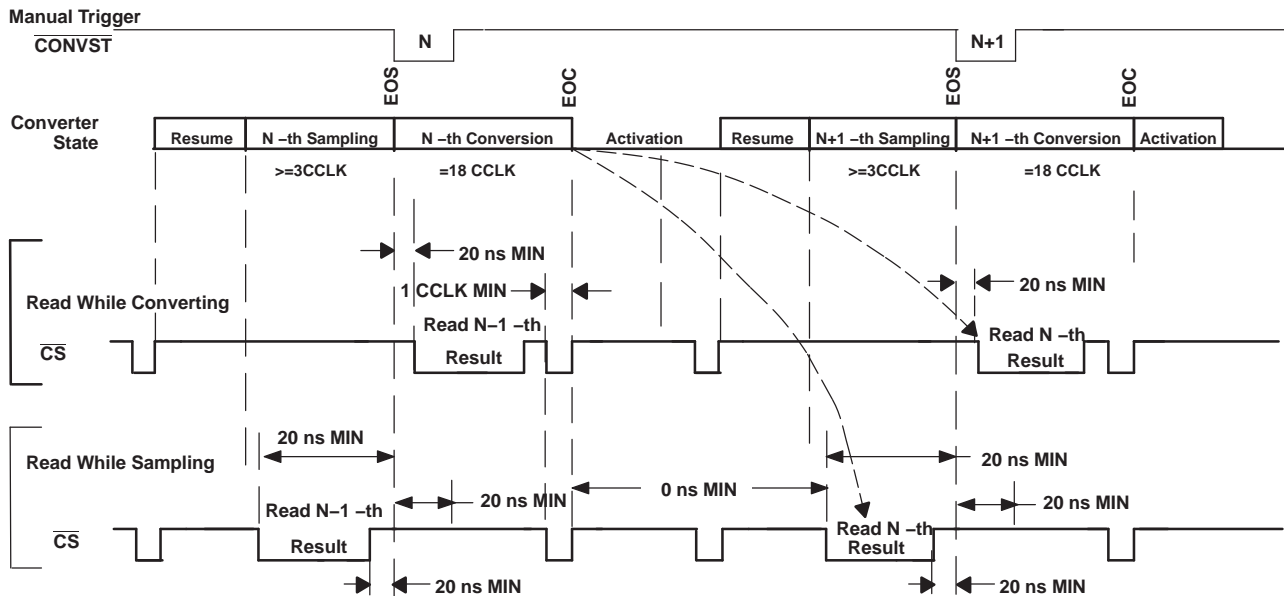 Manual Trigger
CONVST
N
N+1
EOS
EOC
EOS
EOC
Converter
State
Resume
N –th Sampling
N –th Conversion
Activation
Resume
N+1 –th Sampling
N+1 –th Conversion
Activation
>=3CCLK
=18 CCLK
>=3CCLK
=18 CCLK
20 ns MIN
20 ns MIN
1 CCLK MIN
Read While Converting
Read N–1 –th
Result
Read N –th
Result
CS
20 ns MIN
20 ns MIN
Read While Sampling
20 ns MIN
0 ns MIN
20 ns MIN
Read N–1 –th
Result
Read N –th
Result
CS
20 ns MIN
20 ns MIN